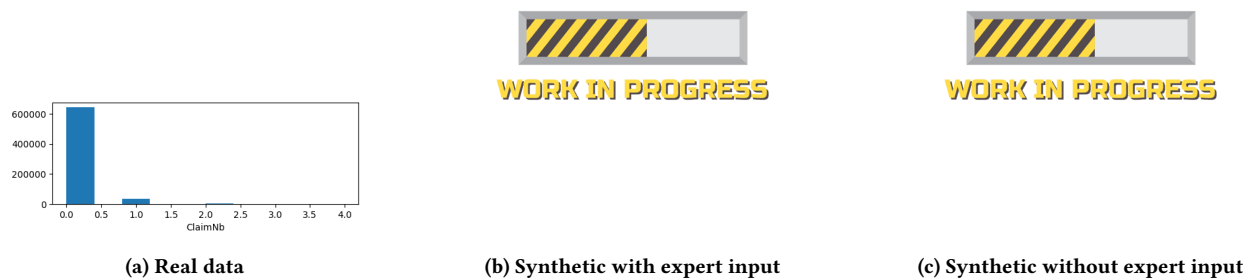 WORK IN PROGRESS
WORK IN PROGRESS
600000
400000
200000
0
0.0 0.5 1.0 1.5 2.0 2.5 3.0 3.5 4.0
ClaimNb
(a) Real data
(b) Synthetic with expert input
(c) Synthetic without expert input